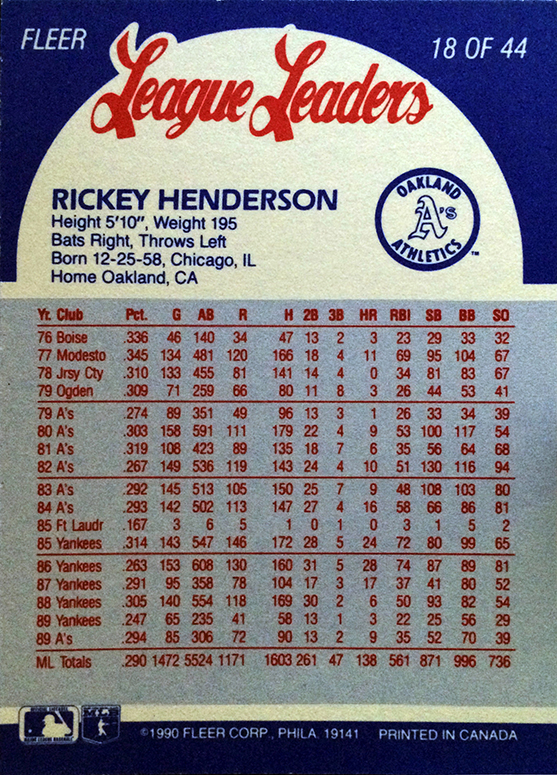 FLEER
18 OF 44
League Leaders
RICKEY HENDERSON
Height 5'10", Weight 195
Bats Right, Throws Left
Born 12-25-58, Chicago, IL
Home Oakland, CA
OAKLAND
A's
ATHLETICS
TM
Yr. Club Pct. G AB R H 2B 3B HR RBI SB BB SO
76 Boise .336 46 140 34 47 13 2 3 23 29 33 32
77 Modesto .345 134 481 120 166 18 4 11 69 95 104 67
78 Jrsy Cty .310 133 455 81 141 14 4 0 34 81 83 67
79 Ogden .309 71 259 66 80 11 8 3 26 44 53 41
79 A's .274 89 351 49 96 13 3 1 26 33 34 39
80 A's .303 158 591 111 179 22 4 9 53 100 117 54
81 A's .319 108 423 89 135 18 7 6 35 56 64 68
82 A's .267 149 536 119 143 24 4 10 51 130 116 94
83 A's .292 145 513 105 150 25 7 9 48 108 103 80
84 A's .293 142 502 113 147 27 4 16 58 66 86 81
85 Ft Laudr .167 3 6 5 1 0 1 0 3 1 5 2
85 Yankees .314 143 547 146 172 28 5 24 72 80 99 65
86 Yankees .263 153 608 130 160 31 5 28 74 87 89 81
87 Yankees .291 95 358 78 104 17 3 17 37 41 80 52
88 Yankees .305 140 554 118 169 30 2 6 50 93 82 54
89 Yankees .247 65 235 41 58 13 1 3 22 25 56 29
89 A's .294 85 306 72 90 13 2 9 35 52 70 39
ML Totals .290 1472 5524 1171 1603 261 47 138 561 871 996 736
©1990 FLEER CORP., PHILA. 19141 PRINTED IN CANADA